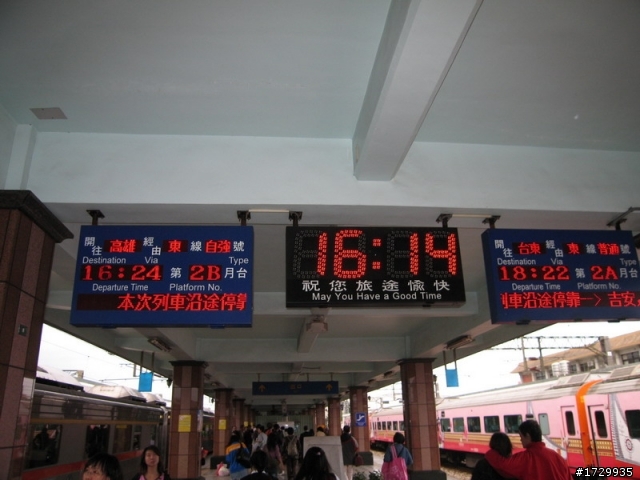 開往 高雄 經由 東 線 自強 號
Destination Via Type
16:24 第 2B 月台
Departure Time Platform No.
本次列車沿途停靠
16:14
祝您旅途愉快
May You Have a Good Time
開往 台東 經由 東 線 普通 號
Destination Via Type
18:22 第 2A 月台
Departure Time Platform No.
列車沿途停靠--> 吉安
#1729935